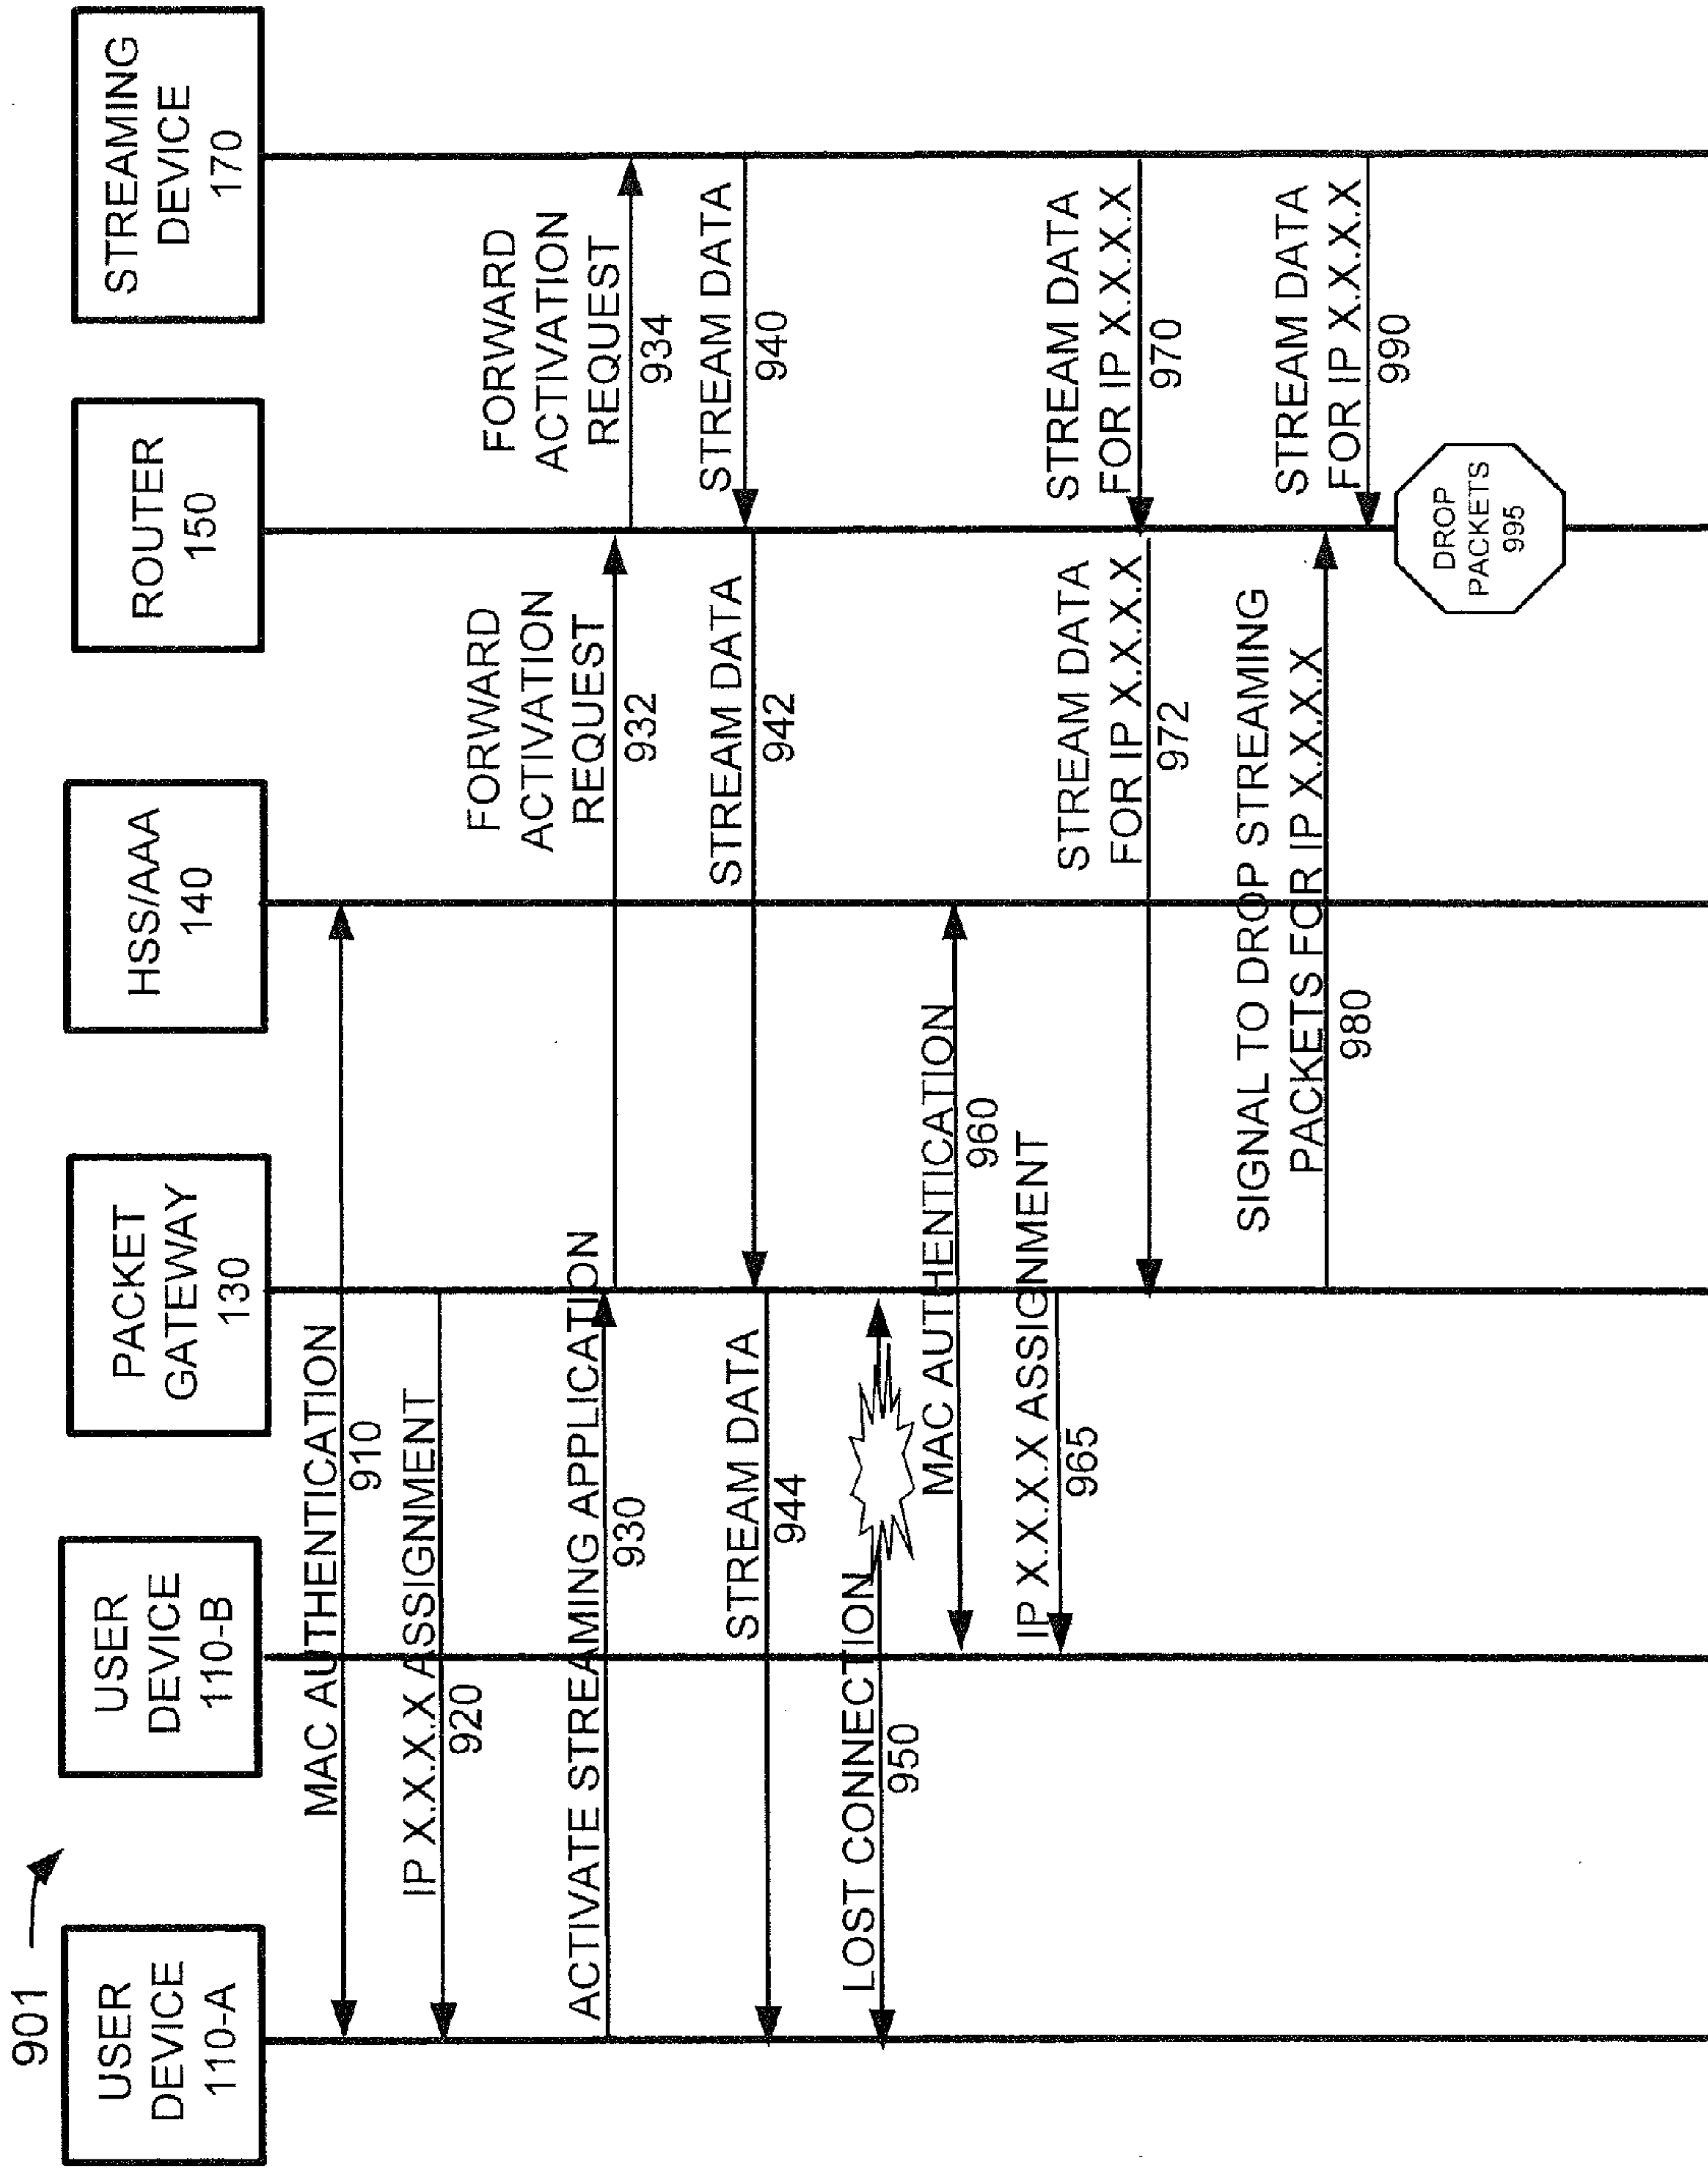 901
USER
DEVICE
110-A
USER
DEVICE
110-B
PACKET
GATEWAY
130
HSS/AAA
140
ROUTER
150
STREAMING
DEVICE
170
MAC AUTHENTICATION
910
IP X.X.X.X ASSIGNMENT
920
ACTIVATE STREAMING APPLICATION
930
FORWARD
ACTIVATION
REQUEST
932
FORWARD
ACTIVATION
REQUEST
934
STREAM DATA
940
STREAM DATA
942
STREAM DATA
944
LOST CONNECTION
950
MAC AUTHENTICATION
960
IP X.X.X.X ASSIGNMENT
965
STREAM DATA
FOR IP X.X.X.X
970
STREAM DATA
FOR IP X.X.X.X
972
SIGNAL TO DROP STREAMING
PACKETS FOR IP X.X.X.X
980
STREAM DATA
FOR IP X.X.X.X
990
DROP
PACKETS
995